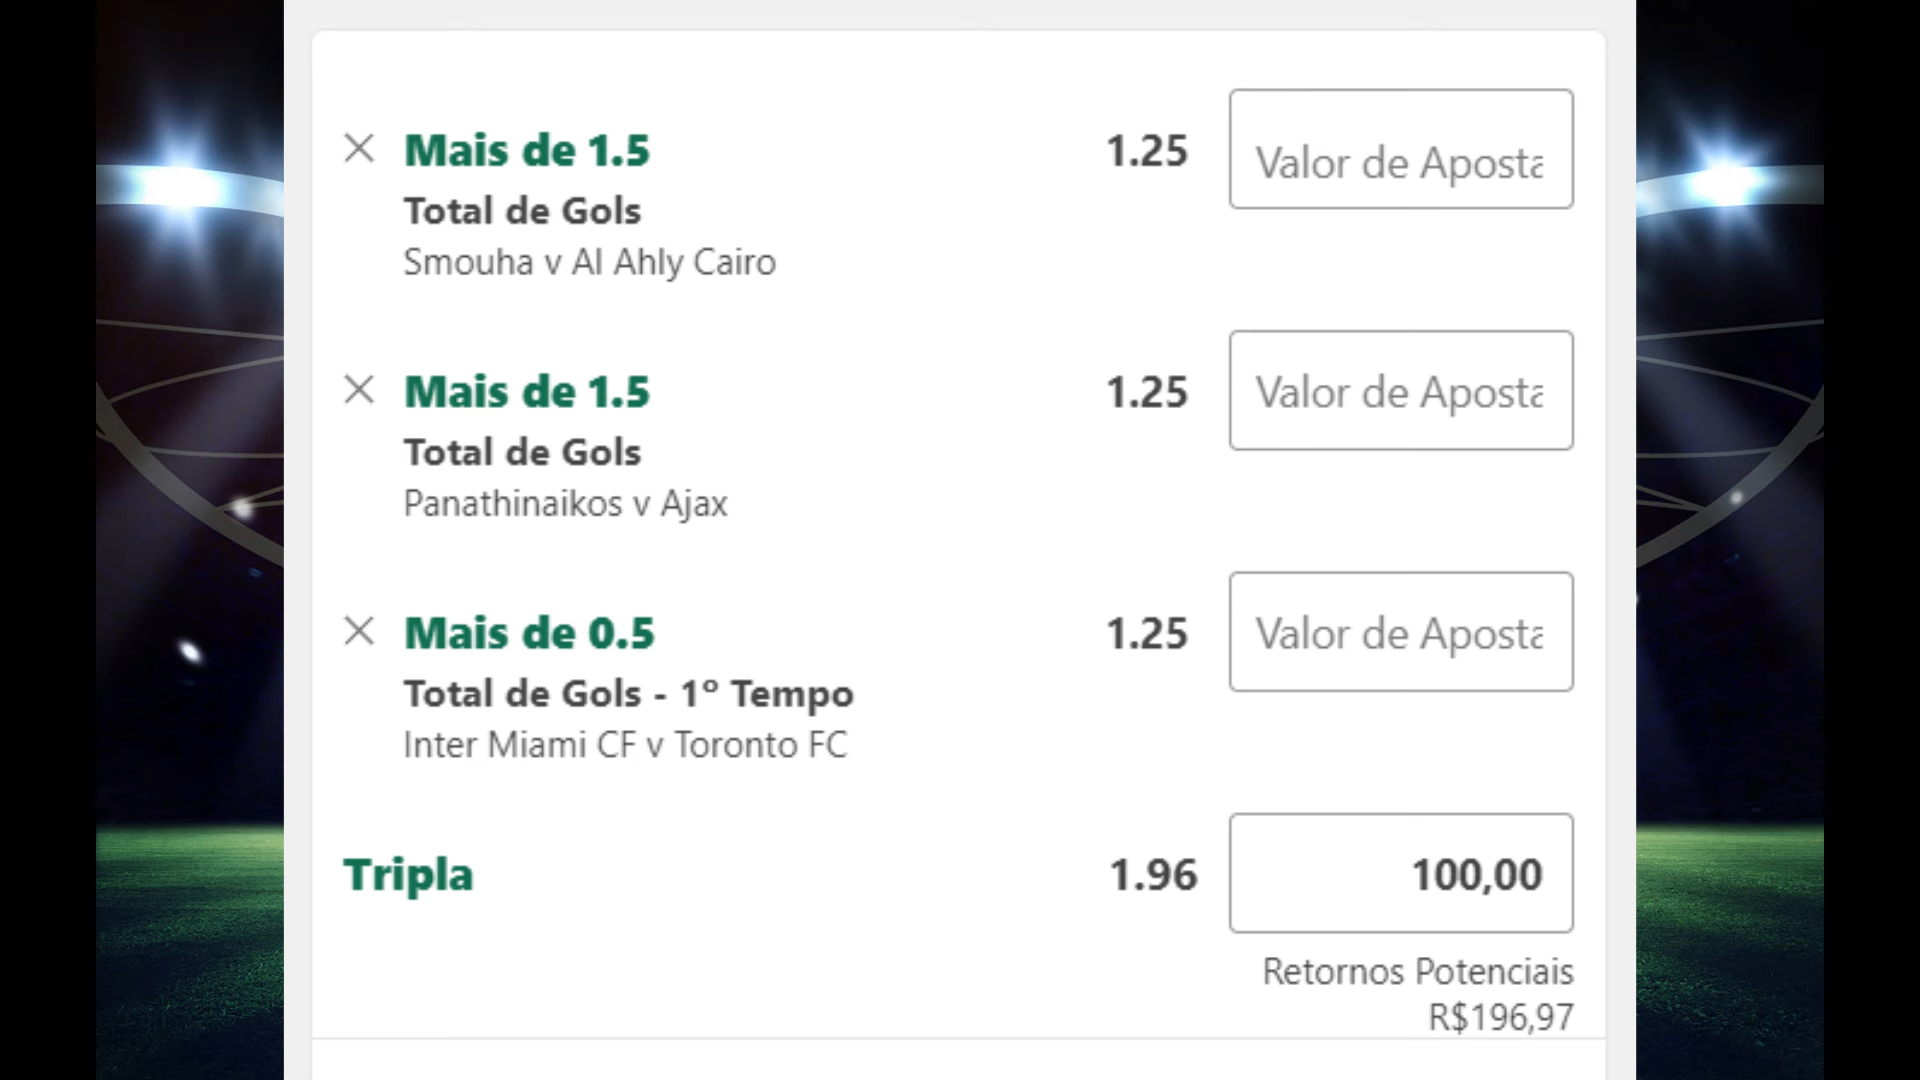 Mais de 1.5
1.25
Valor de Aposta
Total de Gols
Smouha v Al Ahly Cairo
Mais de 1.5
1.25
Valor de Aposta
Total de Gols
Panathinaikos v Ajax
Mais de 0.5
1.25
Valor de Aposta
Total de Gols - 1º Tempo
Inter Miami CF v Toronto FC
Tripla
1.96
100,00
Retornos Potenciais
R$196,97